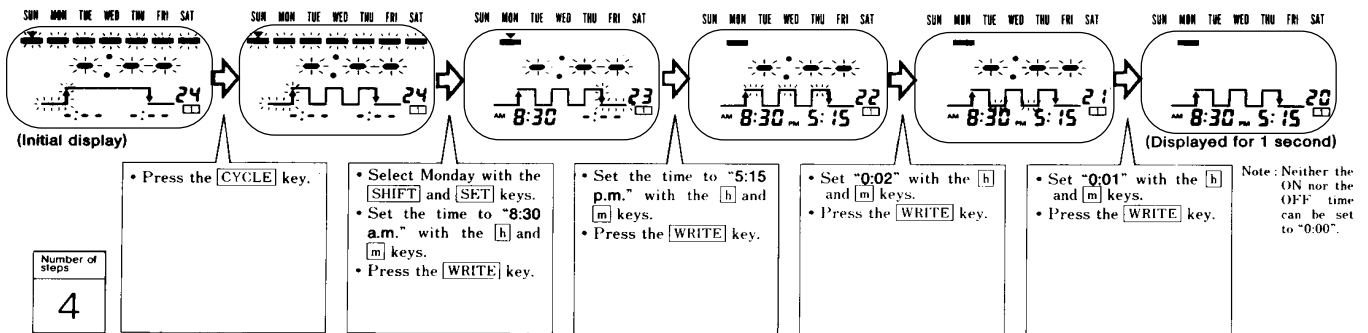 SUN MON TUE WED THU FRI SAT
24
(Initial display)
SUN MON TUE WED THU FRI SAT
24
SUN MON TUE WED THU FRI SAT
23
AM 8:30
SUN MON TUE WED THU FRI SAT
22
AM 8:30 PM 5:15
SUN MON TUE WED THU FRI SAT
21
AM 8:30 PM 5:15
SUN MON TUE WED THU FRI SAT
20
AM 8:30 PM 5:15
(Displayed for 1 second)
• Press the CYCLE key.
• Select Monday with the
SHIFT and SET keys.
• Set the time to "8:30
a.m." with the h and
m keys.
• Press the WRITE key.
• Set the time to "5:15
p.m." with the h and
m keys.
• Press the WRITE key.
• Set "0:02" with the h
and m keys.
• Press the WRITE key.
• Set "0:01" with the h
and m keys.
• Press the WRITE key.
Note : Neither the
ON nor the
OFF time
can be set
to "0:00".
Number of
steps
4